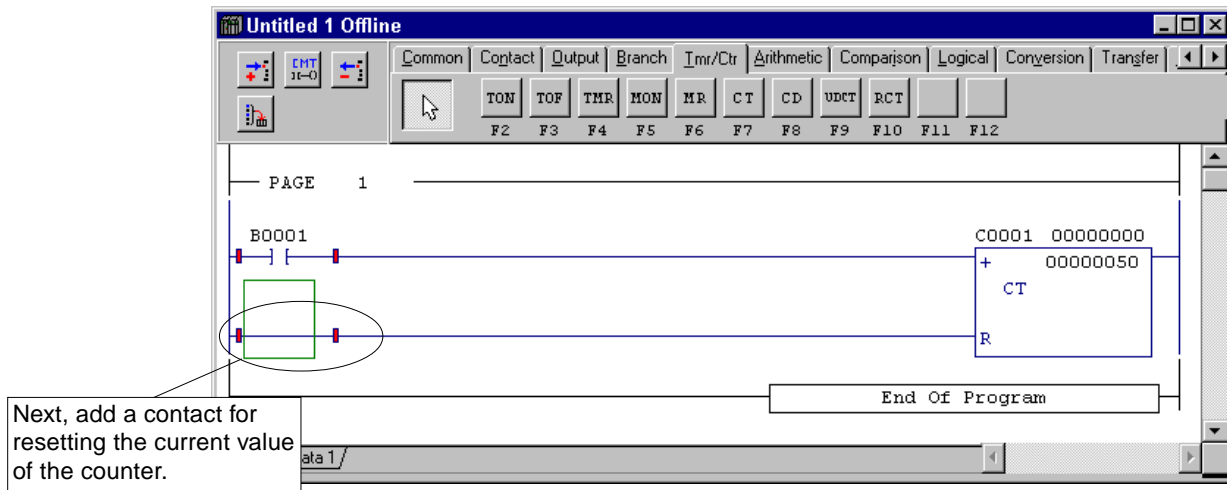 Untitled 1 Offline
CMT
Common Contact Output Branch Tmr/Ctr Arithmetic Comparison Logical Conversion Transfer
TON TOF TMR MON MR CT CD UDCT RCT
F2 F3 F4 F5 F6 F7 F8 F9 F10 F11 F12
PAGE 1
B0001
C0001 00000000
+ 00000050
CT
R
End Of Program
Next, add a contact for
resetting the current value
of the counter.
ata 1